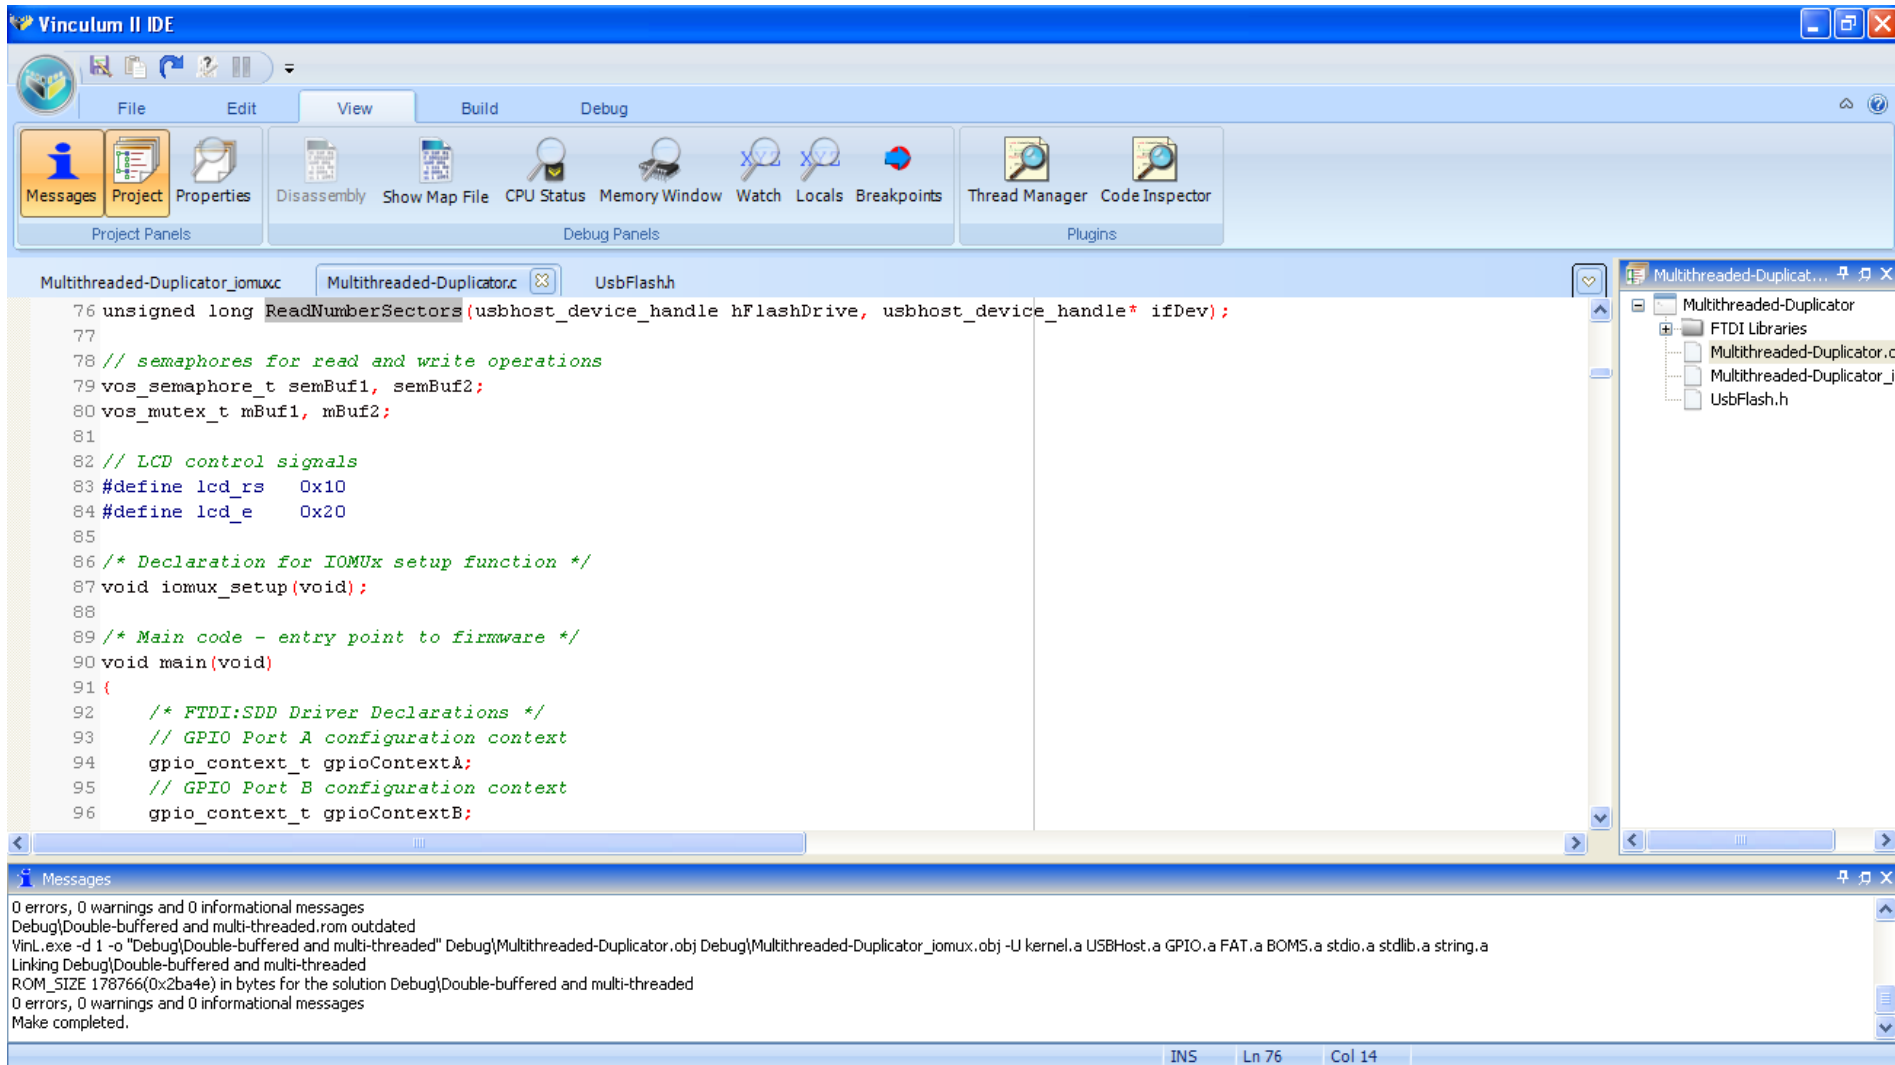 Vinculum II IDE
File Edit View Build Debug
Messages Project Properties Disassembly Show Map File CPU Status Memory Window Watch Locals Breakpoints Thread Manager Code Inspector
Project Panels Debug Panels Plugins
Multithreaded-Duplicator_iomux.c Multithreaded-Duplicator.c UsbFlash.h
76 unsigned long ReadNumberSectors(usbhost_device_handle hFlashDrive, usbhost_device_handle* ifDev);
77
78 // semaphores for read and write operations
79 vos_semaphore_t semBuf1, semBuf2;
80 vos_mutex_t mBuf1, mBuf2;
81
82 // LCD control signals
83 #define lcd_rs   0x10
84 #define lcd_e    0x20
85
86 /* Declaration for IOMUx setup function */
87 void iomux_setup(void);
88
89 /* Main code - entry point to firmware */
90 void main(void)
91 {
92     /* FTDI:SDD Driver Declarations */
93     // GPIO Port A configuration context
94     gpio_context_t gpioContextA;
95     // GPIO Port B configuration context
96     gpio_context_t gpioContextB;
Multithreaded-Duplicat...
Multithreaded-Duplicator
FTDI Libraries
Multithreaded-Duplicator.c
Multithreaded-Duplicator_i
UsbFlash.h
Messages
0 errors, 0 warnings and 0 informational messages
Debug\Double-buffered and multi-threaded.rom outdated
VinL.exe -d 1 -o "Debug\Double-buffered and multi-threaded" Debug\Multithreaded-Duplicator.obj Debug\Multithreaded-Duplicator_iomux.obj -U kernel.a USBHost.a GPIO.a FAT.a BOMS.a stdio.a stdlib.a string.a
Linking Debug\Double-buffered and multi-threaded
ROM_SIZE 178766(0x2ba4e) in bytes for the solution Debug\Double-buffered and multi-threaded
0 errors, 0 warnings and 0 informational messages
Make completed.
INS Ln 76 Col 14